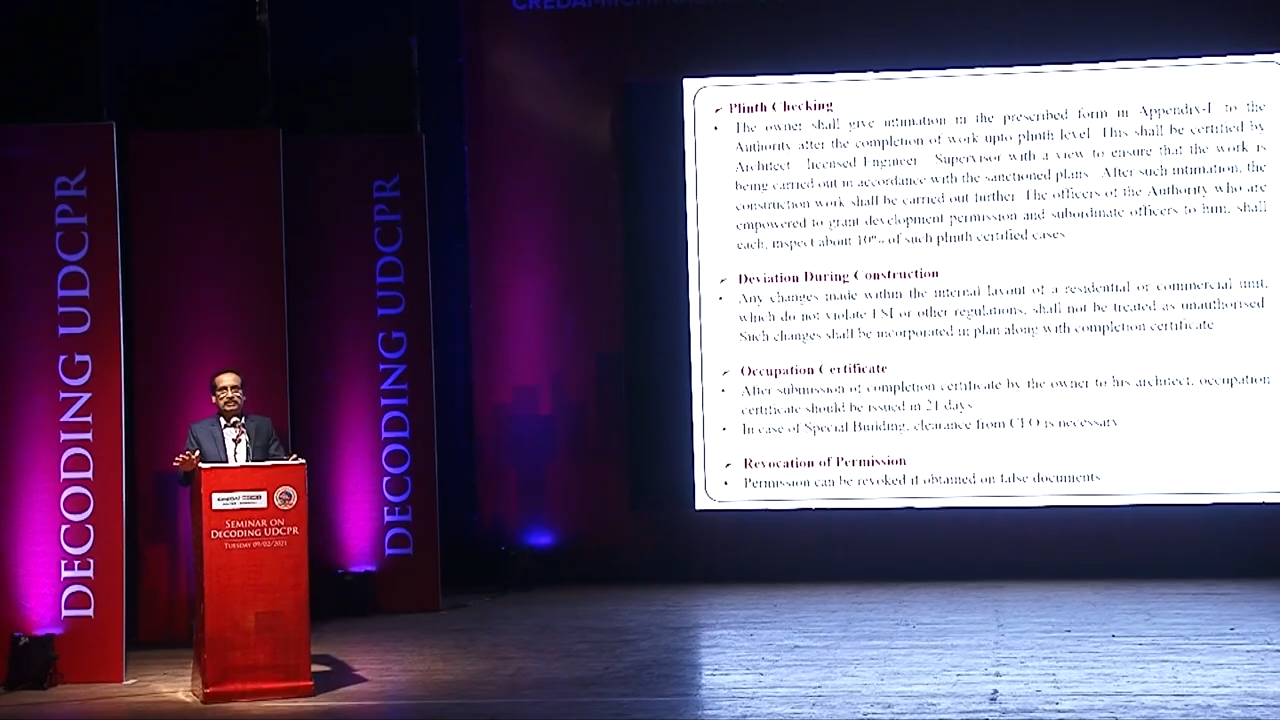 CREDAI-MCHI
DECODING UDCPR
DECODING UDCPR
SEMINAR ON
DECODING UDCPR
TUESDAY 09/02/2021
Plinth Checking
The owner shall give intimation in the prescribed form in Appendix-F to the
Authority after the completion of work upto plinth level. This shall be certified by
Architect licensed Engineer Supervisor with a view to ensure that the work is
being carried out in accordance with the sanctioned plans. After such intimation, the
construction work shall be carried out further. The officers of the Authority who are
empowered to grant development permission and subordinate officers to him, shall
each, inspect about 10% of such plinth certified cases
Deviation During Construction
Any changes made within the internal layout of a residential or commercial unit,
which do not violate FSI or other regulations, shall not be treated as unauthorised
Such changes shall be incorporated in plan along with completion certificate
Occupation Certificate
After submission of completion certificate by the owner to his architect, occupation
certificate should be issued in 21 days
In case of Special Building, clearance from CFO is necessary
Revocation of Permission
Permission can be revoked if obtained on false documents